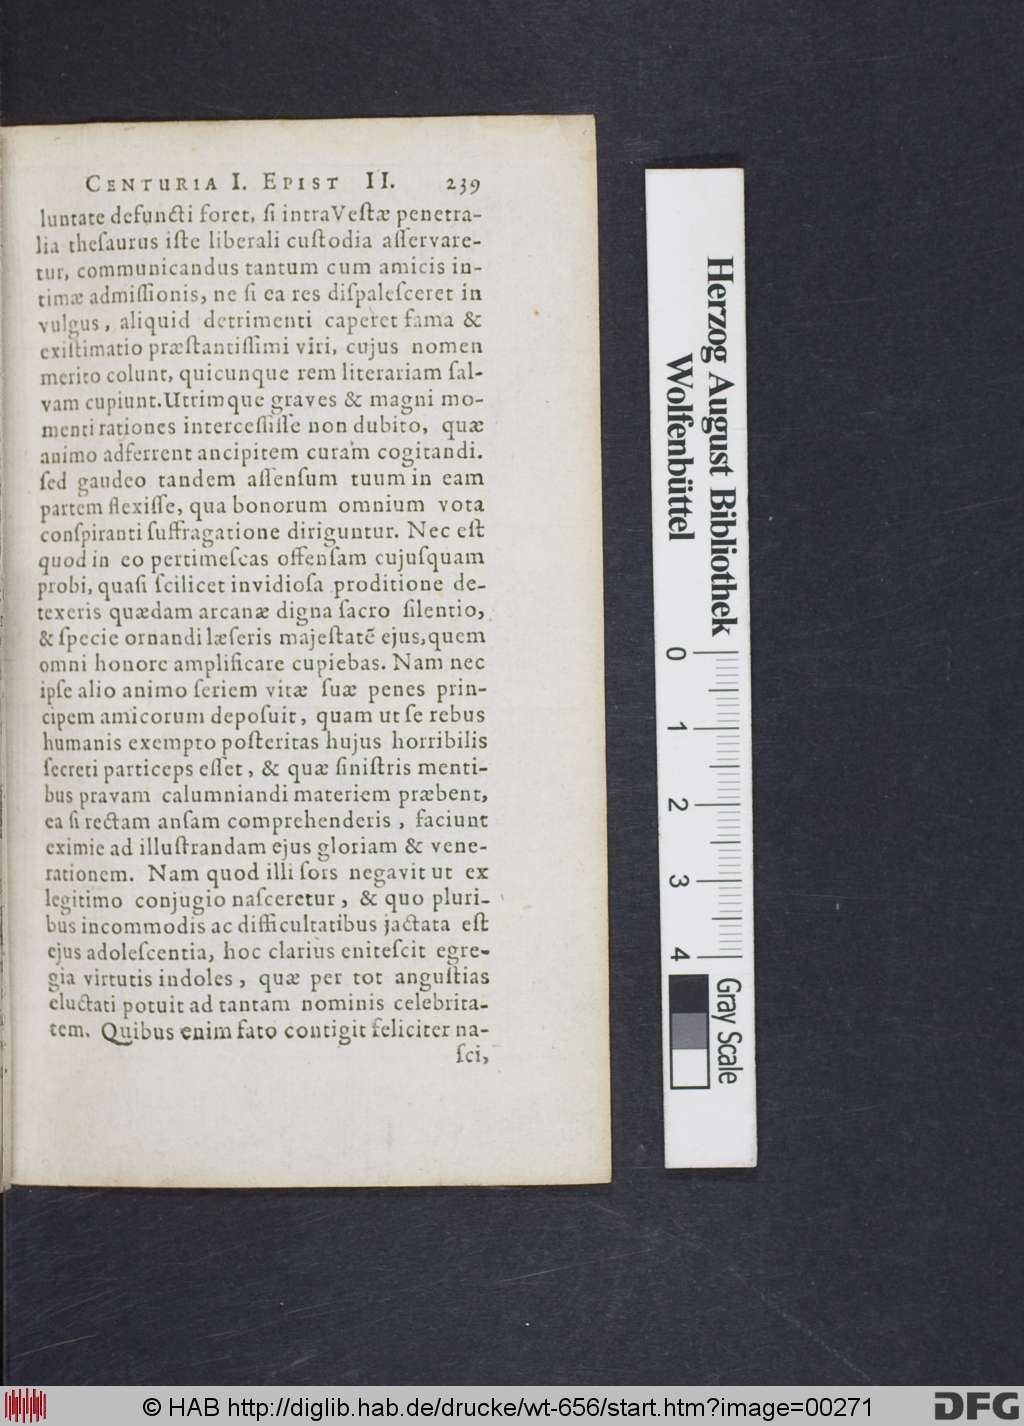 CENTURIA I. EPIST II. 239
luntate defuncti foret, ſi intraVeſtæ penetra-
lia theſaurus iſte liberali cuſtodia aſſervare-
tur, communicandus tantum cum amicis in-
timæ admiſſionis, ne ſi ea res diſpaleſceret in
vulgus, aliquid detrimenti caperet fama &
exiſtimatio præſtantiſſimi viri, cujus nomen
merito colunt, quicunque rem literariam ſal-
vam cupiunt. Utrimque graves & magni mo-
menti rationes interceſſiſſe non dubito, quæ
animo adferrent ancipitem curam cogitandi.
ſed gaudeo tandem aſſenſum tuum in eam
partem flexiſſe, qua bonorum omnium vota
conſpiranti ſuffragatione diriguntur. Nec eſt
quod in eo pertimeſcas offenſam cujuſquam
probi, quaſi ſcilicet invidioſa proditione de-
texeris quædam arcanæ digna ſacro ſilentio,
& ſpecie ornandi læſeris majeſtatē ejus, quem
omni honore amplificare cupiebas. Nam nec
ipſe alio animo ſeriem vitæ ſuæ penes prin-
cipem amicorum depoſuit, quam ut ſe rebus
humanis exempto poſteritas hujus horribilis
ſecreti particeps eſſet, & quæ ſiniſtris menti-
bus pravam calumniandi materiem præbent,
ea ſi rectam anſam comprehenderis, faciunt
eximie ad illuſtrandam ejus gloriam & vene-
rationem. Nam quod illi ſors negavit ut ex
legitimo conjugio naſceretur, & quo pluri-
bus incommodis ac difficultatibus jactata eſt
ejus adoleſcentia, hoc clarius eniteſcit egre-
gia virtutis indoles, quæ per tot anguſtias
eluctati potuit ad tantam nominis celebrita-
tem. Quibus enim fato contigit feliciter na-
ſci,
Herzog August Bibliothek
Wolfenbüttel
0 1 2 3 4
Gray Scale
© HAB http://diglib.hab.de/drucke/wt-656/start.htm?image=00271
DFG